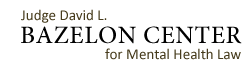 Judge David L.
BAZELON CENTER
for Mental Health Law